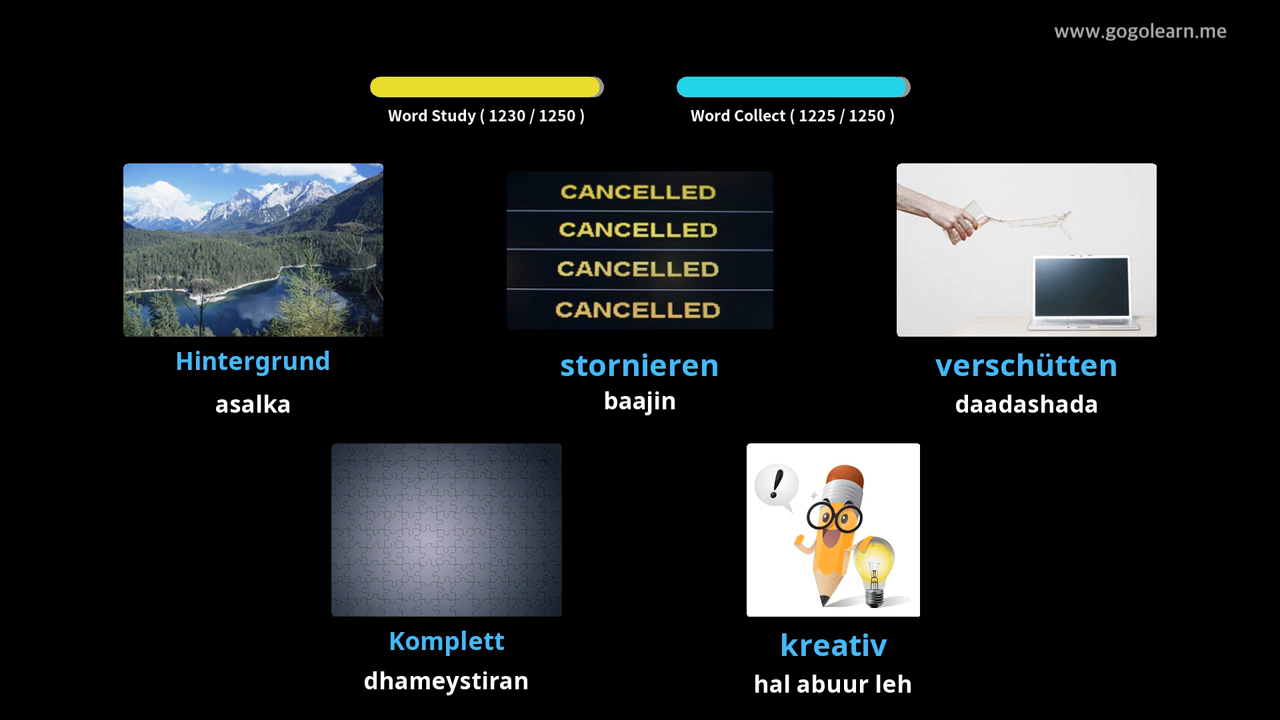 www.gogolearn.me
Word Study ( 1230 / 1250 )
Word Collect ( 1225 / 1250 )
CANCELLED
CANCELLED
CANCELLED
CANCELLED
!
Hintergrund
asalka
stornieren
baajin
verschütten
daadashada
Komplett
dhameystiran
kreativ
hal abuur leh